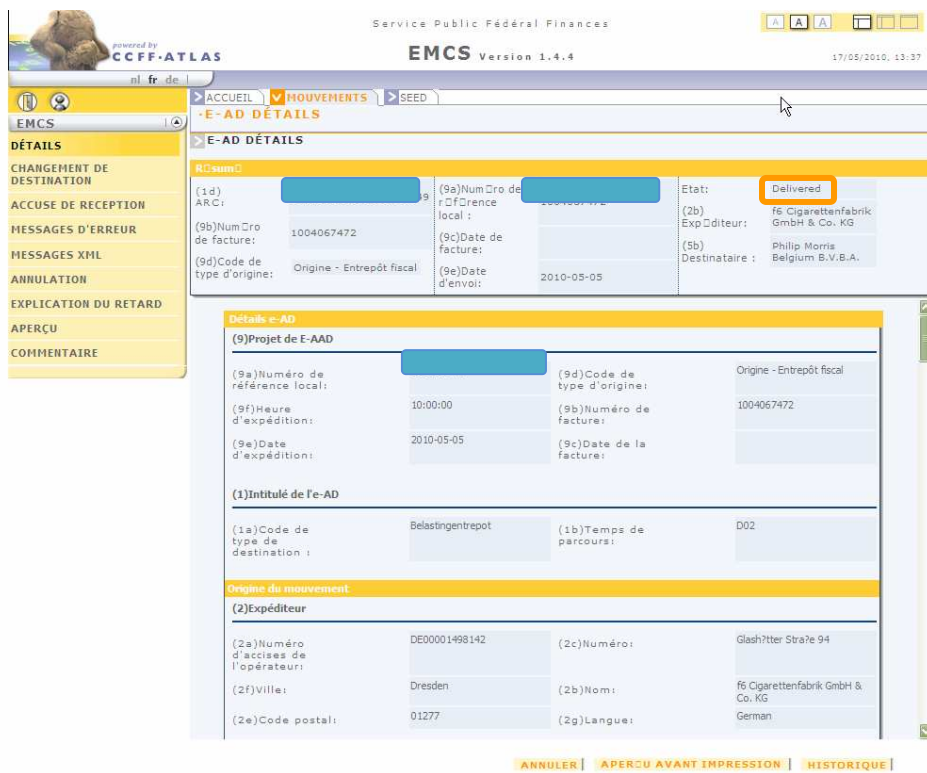 Service Public Fédéral Finances
powered by
CCFF-ATLAS
EMCS Version 1.4.4
A A A
17/05/2010, 13:37
nl fr de
EMCS
DÉTAILS
CHANGEMENT DE
DESTINATION
ACCUSE DE RECEPTION
MESSAGES D'ERREUR
MESSAGES XML
ANNULATION
EXPLICATION DU RETARD
APERÇU
COMMENTAIRE
ACCUEIL MOUVEMENTS SEED
·E-AD DÉTAILS
E-AD DÉTAILS
R□sum□
(1d)
ARC:
9
(9b)Num□ro
de facture:
1004067472
(9d)Code de
type d'origine:
Origine - Entrepôt fiscal
(9a)Num□ro de
r□f□rence
local :
(9c)Date de
facture:
(9e)Date
d'envoi:
2010-05-05
Etat:
Delivered
(2b)
Exp□diteur:
f6 Cigarettenfabrik
GmbH & Co. KG
(5b)
Destinataire :
Philip Morris
Belgium B.V.B.A.
Détails e-AD
(9)Projet de E-AAD
(9a)Numéro de
référence local:
(9d)Code de
type d'origine:
Origine - Entrepôt fiscal
(9f)Heure
d'expédition:
10:00:00
(9b)Numéro de
facture:
1004067472
(9e)Date
d'expédition:
2010-05-05
(9c)Date de la
facture:
(1)Intitulé de l'e-AD
(1a)Code de
type de
destination :
Belastingentrepot
(1b)Temps de
parcours:
D02
Origine du mouvement
(2)Expéditeur
(2a)Numéro
d'accises de
l'opérateur:
DE00001498142
(2c)Numéro:
Glash?tter Stra?e 94
(2f)Ville:
Dresden
(2b)Nom:
f6 Cigarettenfabrik GmbH &
Co. KG
(2e)Code postal:
01277
(2g)Langue:
German
ANNULER
APER□U AVANT IMPRESSION
HISTORIQUE